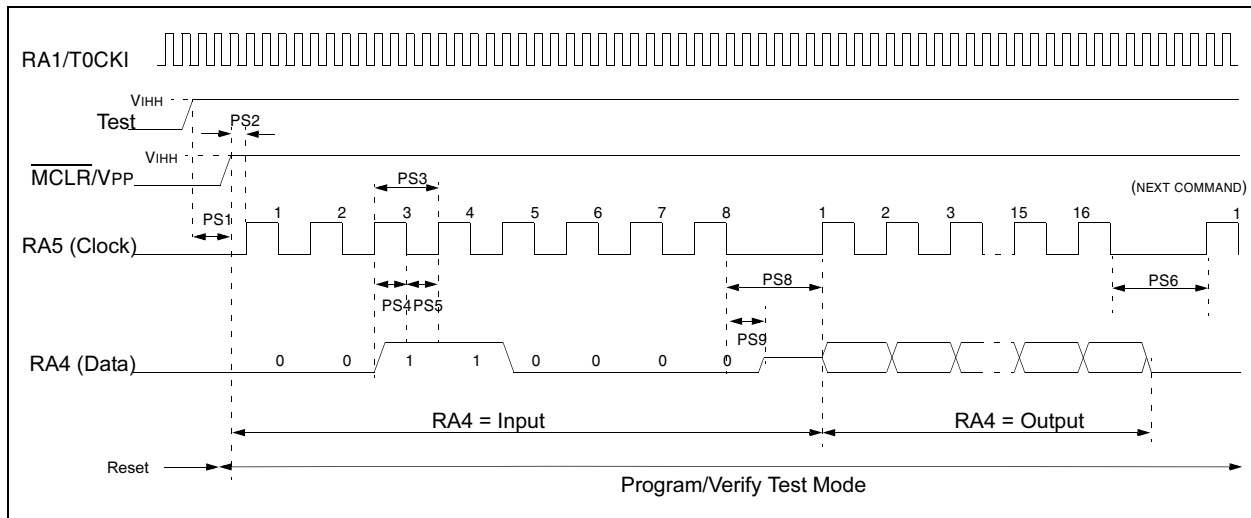 RA1/T0CKI
VIHH
Test
PS2
VIHH
MCLR/VPP
PS3
(NEXT COMMAND)
PS1
1 2 3 4 5 6 7 8 1 2 3 15 16 1
RA5 (Clock)
PS8
PS6
PS4 PS5
PS9
RA4 (Data)
0 0 1 1 0 0 0 0
RA4 = Input
RA4 = Output
Reset
Program/Verify Test Mode